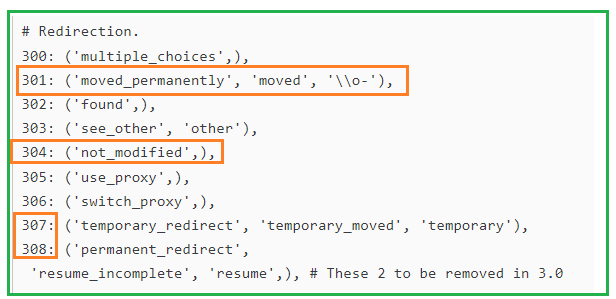 # Redirection.
300: ('multiple_choices',),
301: ('moved_permanently', 'moved', '\\o-'),
302: ('found',),
303: ('see_other', 'other'),
304: ('not_modified',),
305: ('use_proxy',),
306: ('switch_proxy',),
307: ('temporary_redirect', 'temporary_moved', 'temporary'),
308: ('permanent_redirect',
'resume_incomplete', 'resume',), # These 2 to be removed in 3.0